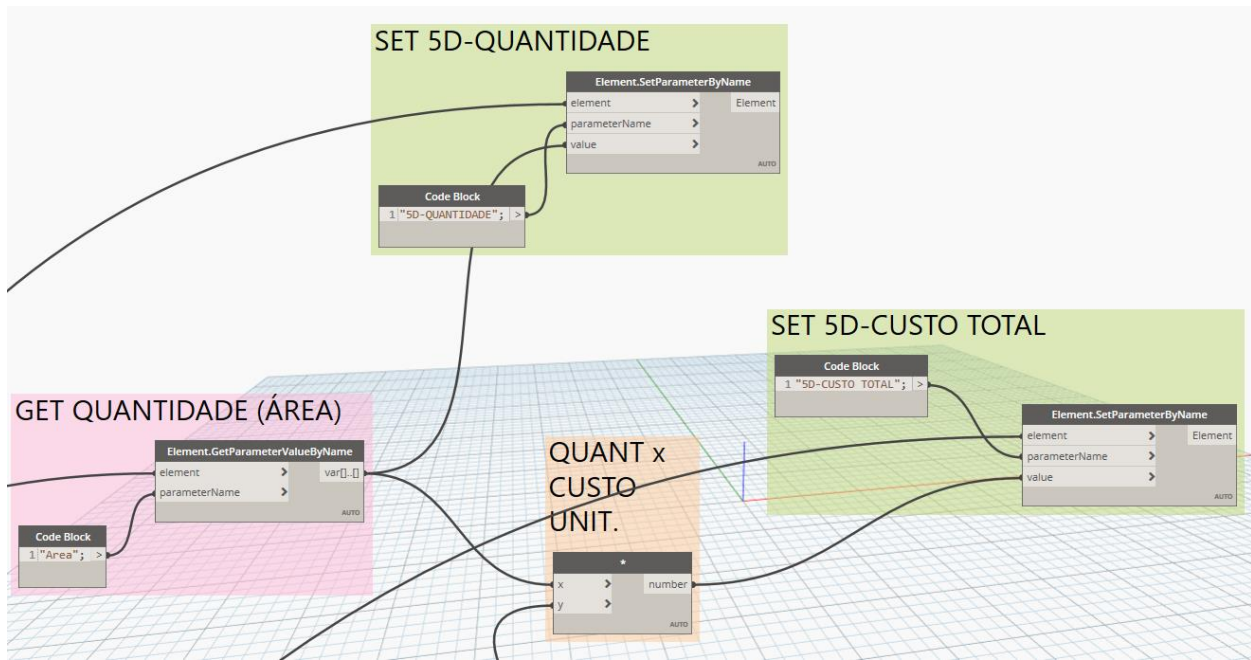 SET 5D-QUANTIDADE
Element.SetParameterByName
element > Element
parameterName >
value >
AUTO
Code Block
1 "5D-QUANTIDADE"; >
SET 5D-CUSTO TOTAL
Code Block
1 "5D-CUSTO TOTAL"; >
Element.SetParameterByName
element > Element
parameterName >
value >
AUTO
GET QUANTIDADE (ÁREA)
Element.GetParameterValueByName
element > var[]..[]
parameterName >
AUTO
Code Block
1 "Area"; >
QUANT x
CUSTO
UNIT.
*
x > number
y >
AUTO